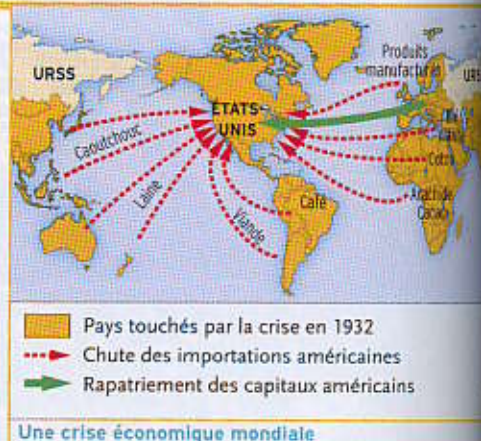 Produits
manufacturés
URSS
URS
ÉTATS-
UNIS
Caoutchouc
Coton
Laine
Viande
Café
Arachide
Cacao
Pays touchés par la crise en 1932
Chute des importations américaines
Rapatriement des capitaux américains
Une crise économique mondiale